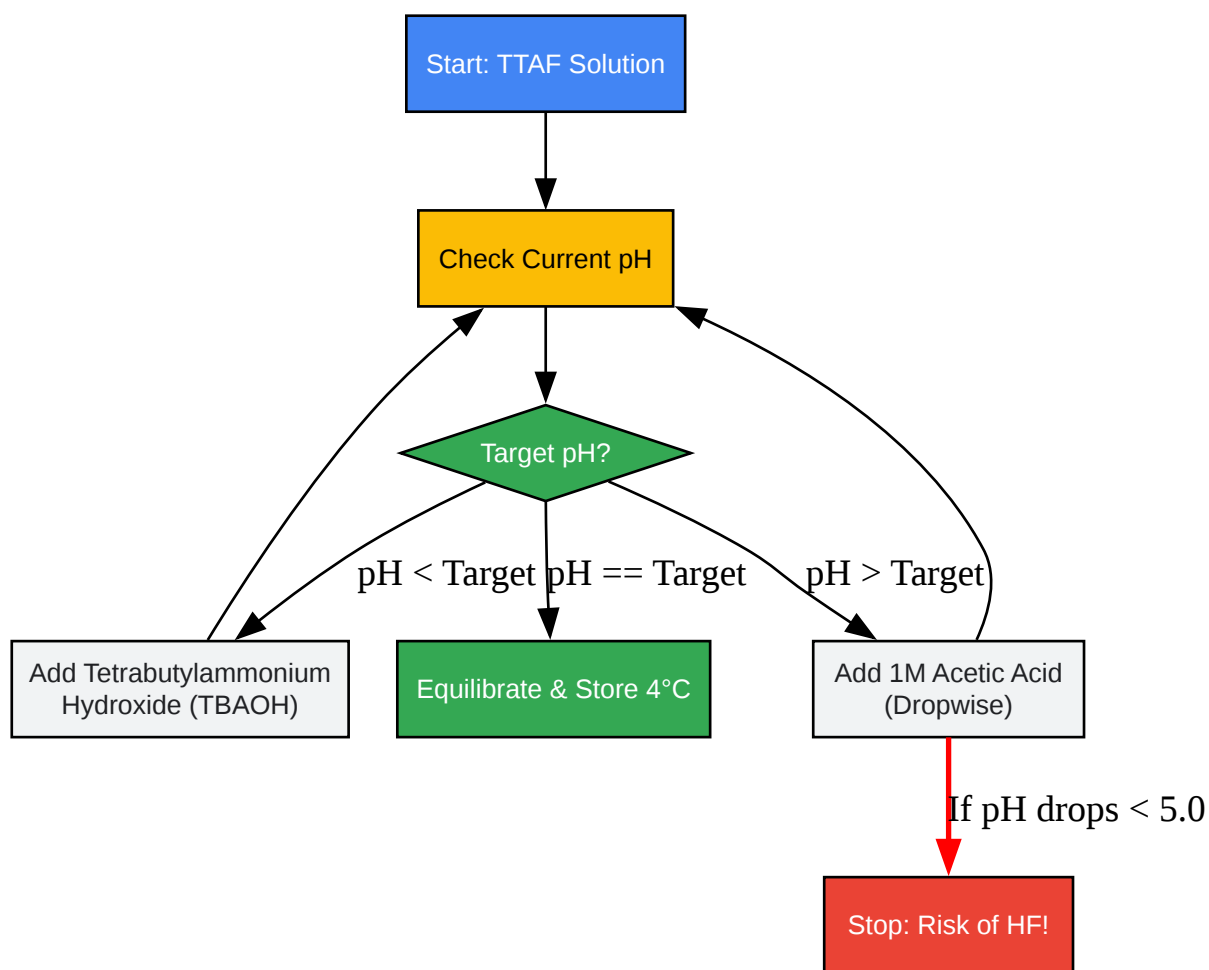 Start: TTAF Solution
Check Current pH
Target pH?
pH < Target
pH == Target
pH > Target
Add Tetrabutylammonium
Hydroxide (TBAOH)
Equilibrate & Store 4°C
Add 1M Acetic Acid
(Dropwise)
If pH drops < 5.0
Stop: Risk of HF!